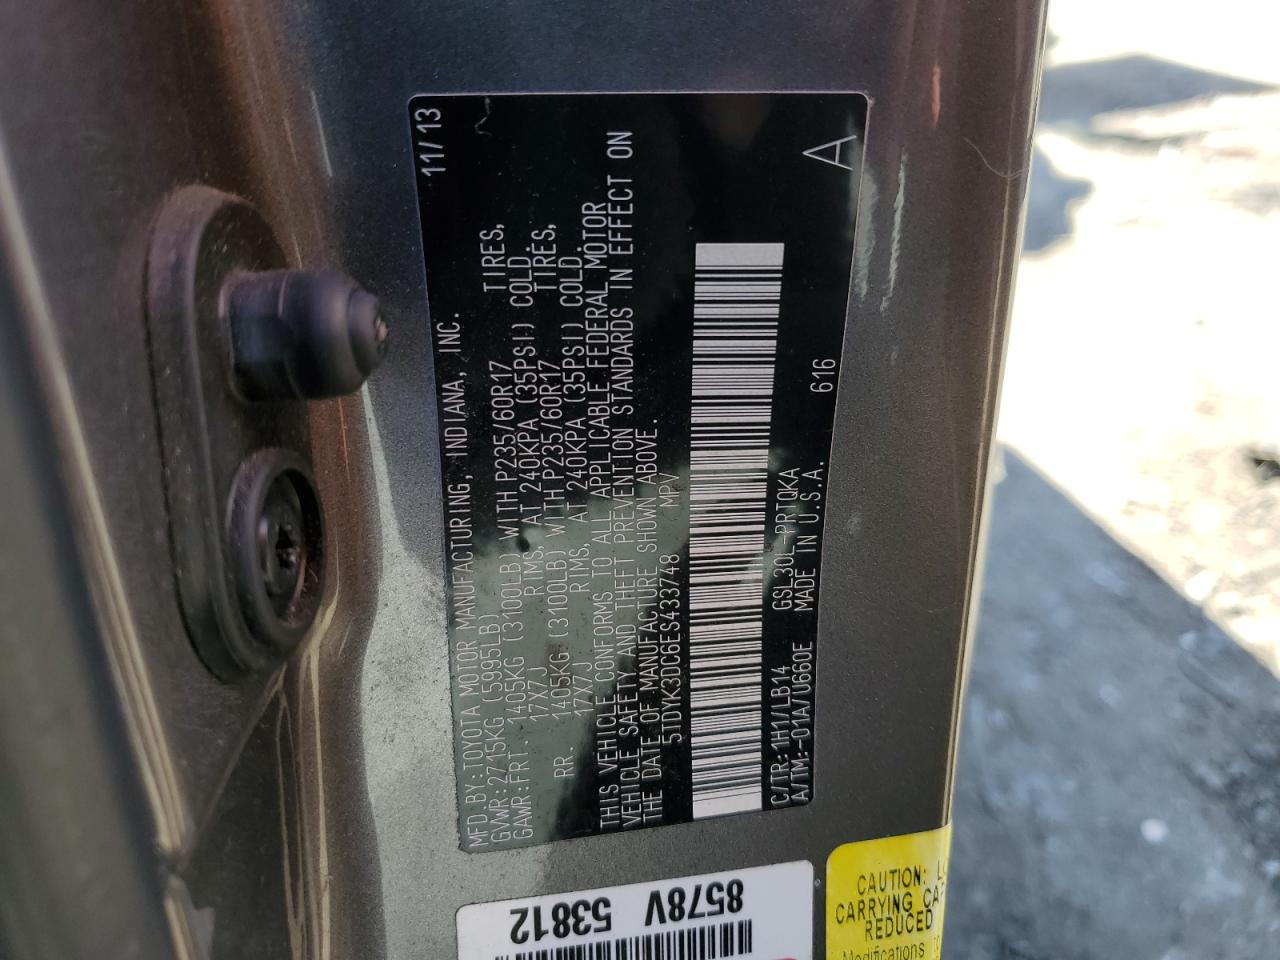 MFD.BY:TOYOTA MOTOR MANUFACTURING, INDIANA, INC. 11/13
GVWR:2715KG (5995LB)
GAWR:FRT. 1405KG (3100LB) WITH P235/60R17 TIRES,
17X7J RIMS, AT 240KPA (35PSI) COLD.
RR. 1405KG (3100LB) WITH P235/60R17 TIRES,
17X7J RIMS, AT 240KPA (35PSI) COLD.
THIS VEHICLE CONFORMS TO ALL APPLICABLE FEDERAL MOTOR
VEHICLE SAFETY AND THEFT PREVENTION STANDARDS IN EFFECT ON
THE DATE OF MANUFACTURE SHOWN ABOVE.
5TDYK3DC6ES433748 MPV
C/TR:1H1/LB14 GSL30L-PRTQKA
A/TM:-01A/U660E MADE IN U.S.A. 616
A
8578V
53812
CAUTION:
CARRYING
REDUCED
Modifications